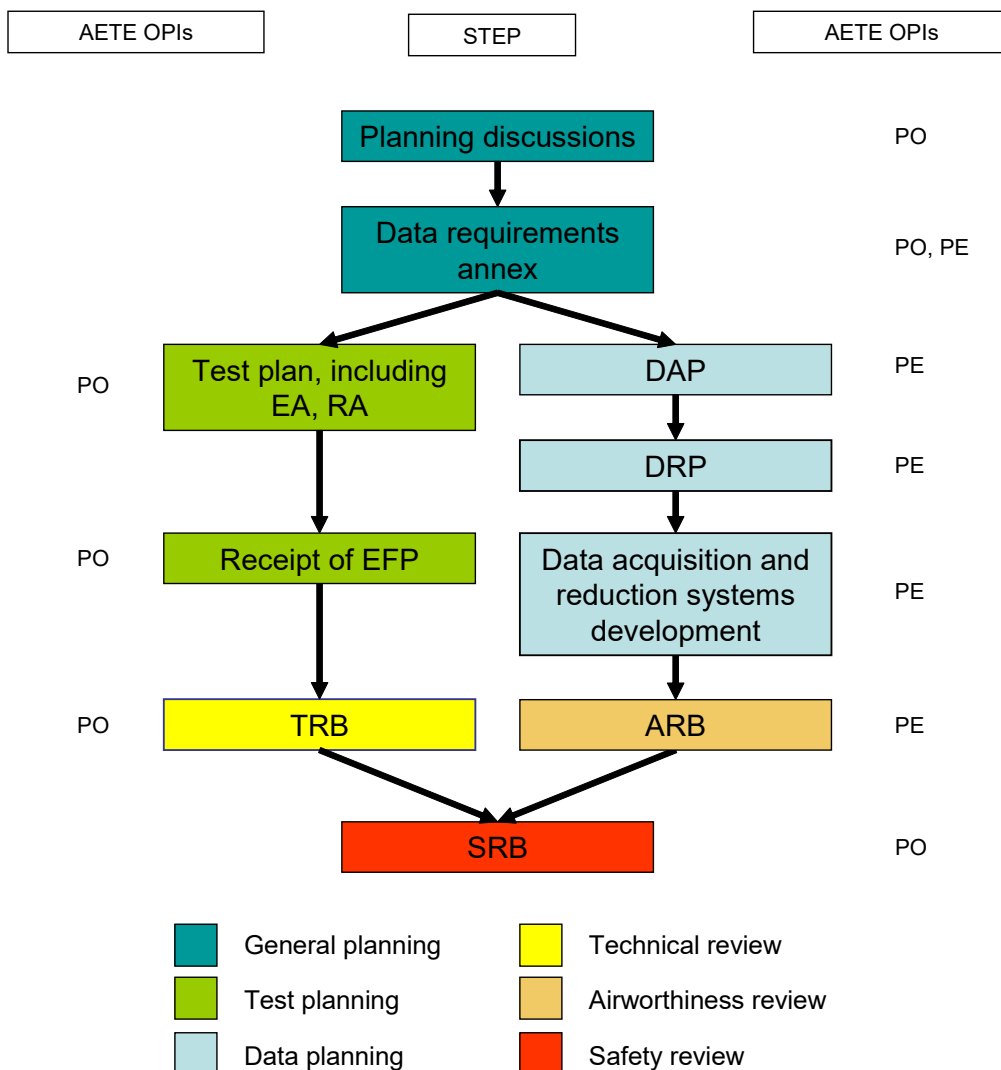 AETE OPIs
STEP
AETE OPIs
Planning discussions
PO
Data requirements
annex
PO, PE
PO
Test plan, including
EA, RA
DAP
PE
DRP
PE
PO
Receipt of EFP
Data acquisition and
reduction systems
development
PE
PO
TRB
ARB
PE
SRB
PO
General planning
Technical review
Test planning
Airworthiness review
Data planning
Safety review